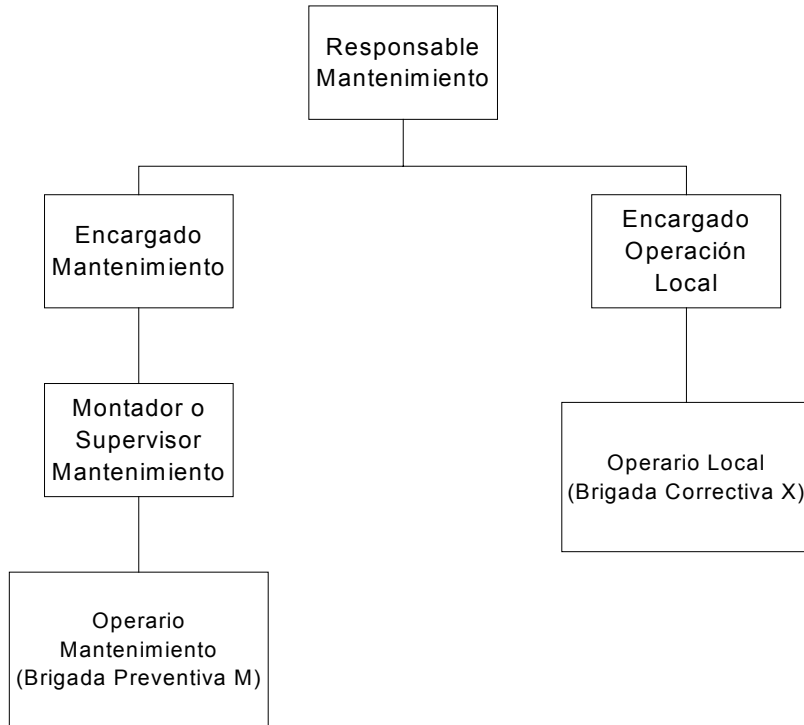 Responsable
Mantenimiento
Encargado
Mantenimiento
Encargado
Operación
Local
Montador o
Supervisor
Mantenimiento
Operario Local
(Brigada Correctiva X)
Operario
Mantenimiento
(Brigada Preventiva M)